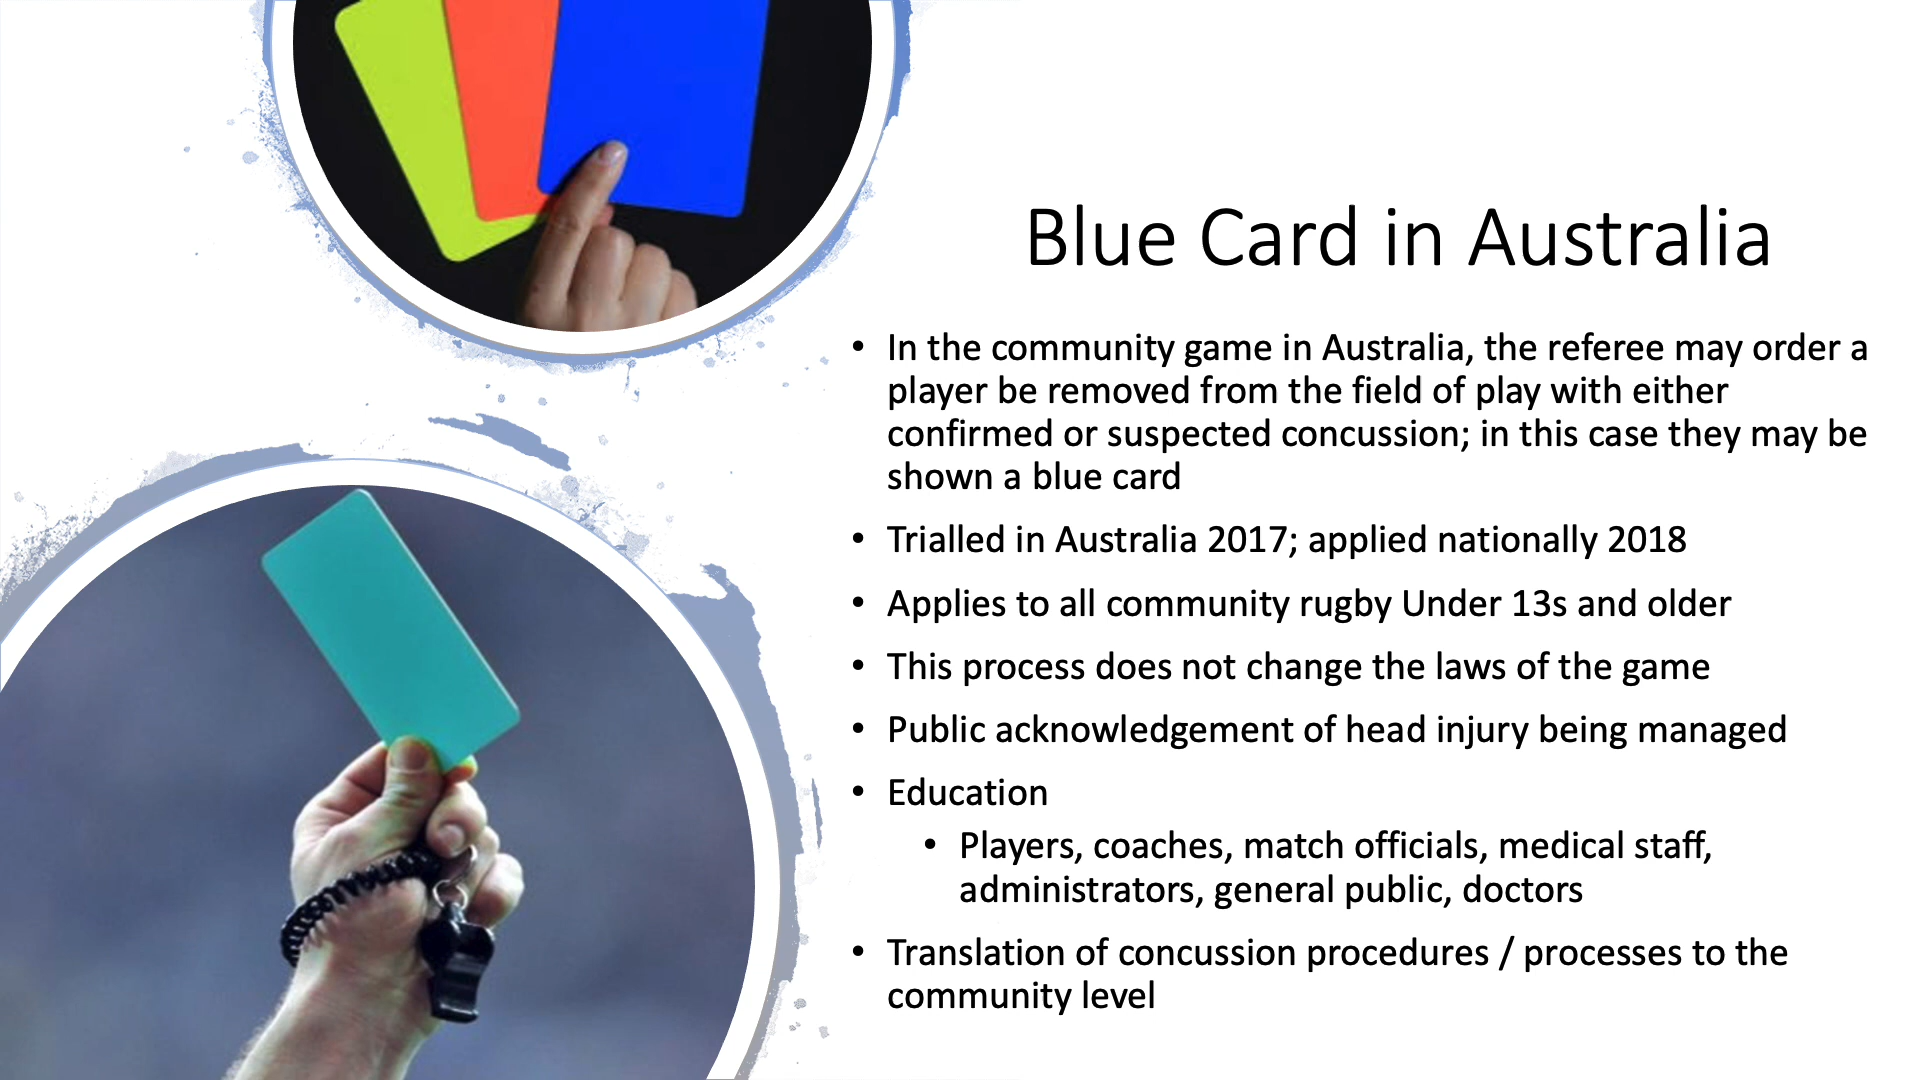 Blue Card in Australia
• In the community game in Australia, the referee may order a
player be removed from the field of play with either
confirmed or suspected concussion; in this case they may be
shown a blue card
• Trialled in Australia 2017; applied nationally 2018
• Applies to all community rugby Under 13s and older
• This process does not change the laws of the game
• Public acknowledgement of head injury being managed
• Education
• Players, coaches, match officials, medical staff,
administrators, general public, doctors
• Translation of concussion procedures / processes to the
community level